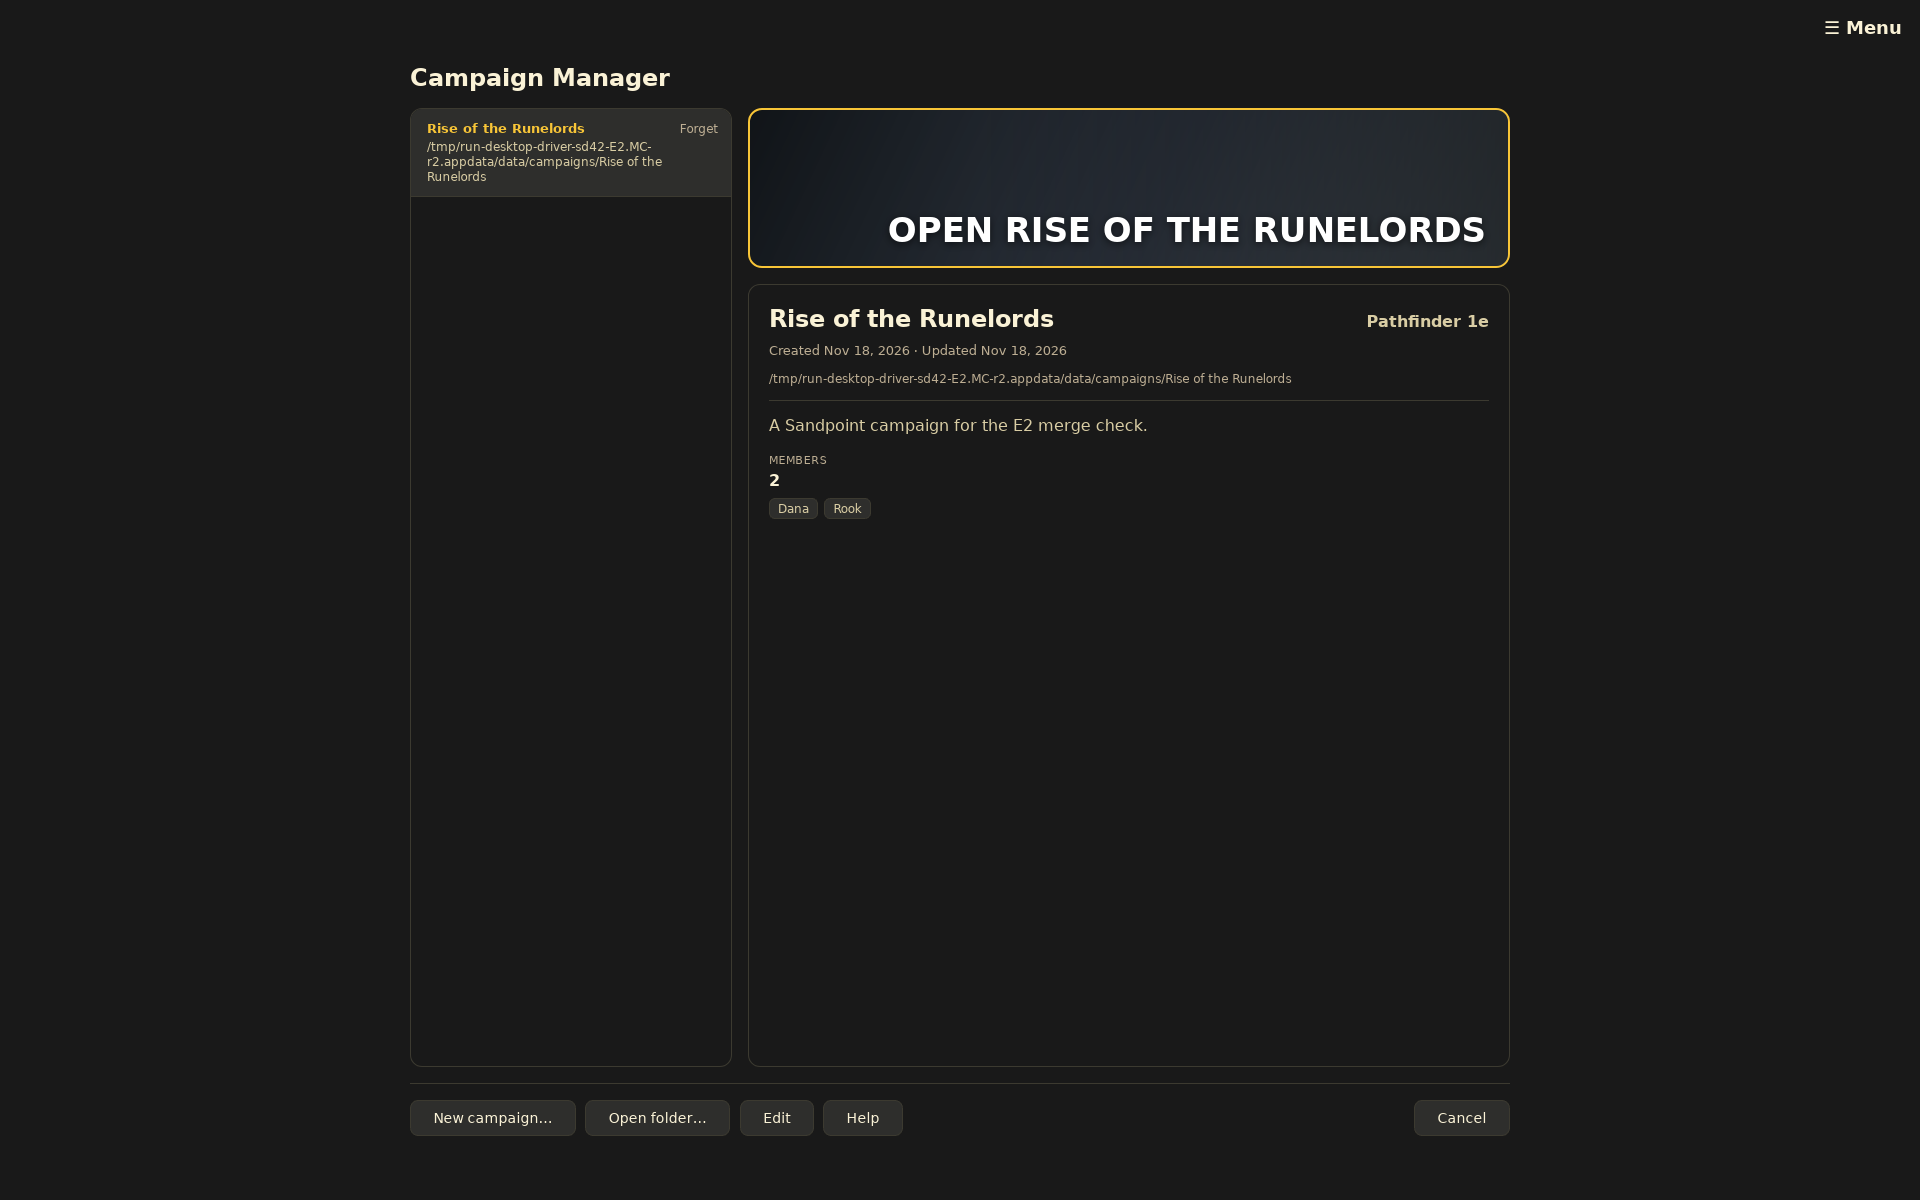 ☰ Menu
Campaign Manager
Rise of the Runelords
Forget
/tmp/run-desktop-driver-sd42-E2.MC-
r2.appdata/data/campaigns/Rise of the
Runelords
OPEN RISE OF THE RUNELORDS
Rise of the Runelords
Pathfinder 1e
Created Nov 18, 2026 · Updated Nov 18, 2026
/tmp/run-desktop-driver-sd42-E2.MC-r2.appdata/data/campaigns/Rise of the Runelords
A Sandpoint campaign for the E2 merge check.
MEMBERS
2
Dana Rook
New campaign... Open folder... Edit Help Cancel